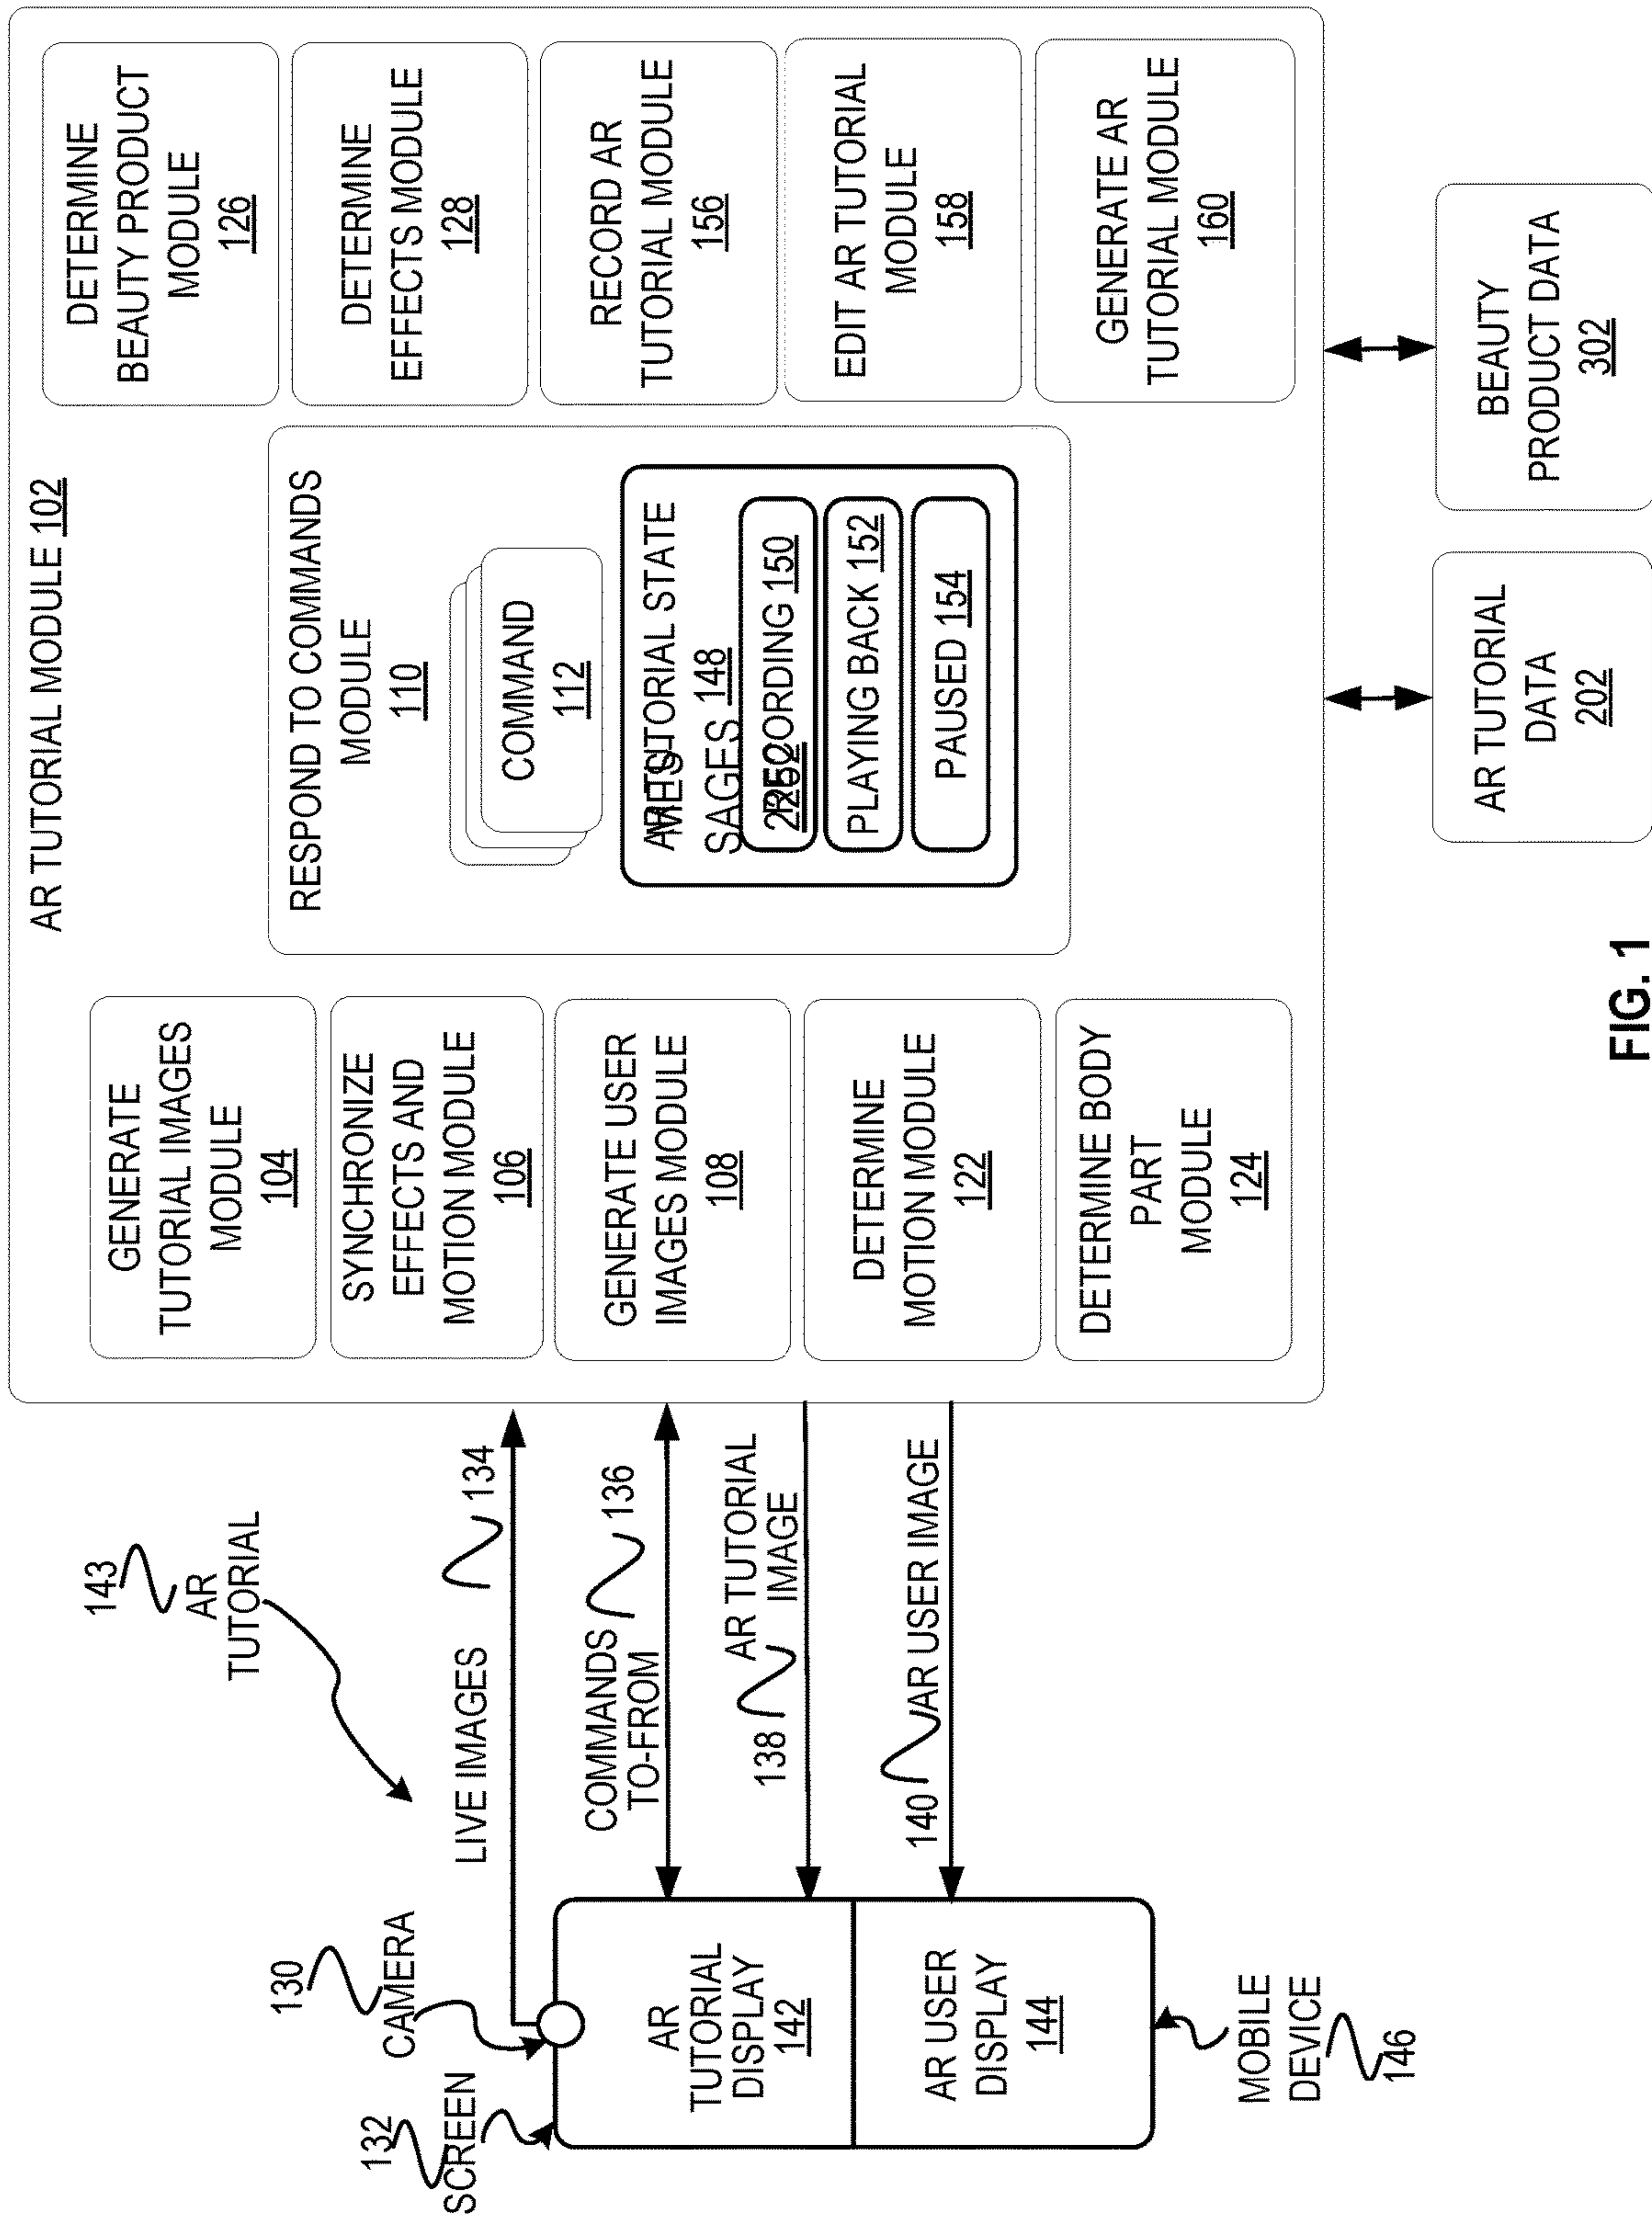 AR TUTORIAL MODULE 102
GENERATE
TUTORIAL IMAGES
MODULE
104
SYNCHRONIZE
EFFECTS AND
MOTION MODULE
106
GENERATE USER
IMAGES MODULE
108
DETERMINE
MOTION MODULE
122
DETERMINE BODY
PART
MODULE
124
RESPOND TO COMMANDS
MODULE
110
COMMAND
112
AR TUTORIAL STATE
148
MES-
SAGES
RECORDING 150
PLAYING BACK 152
PAUSED 154
DETERMINE
BEAUTY PRODUCT
MODULE
126
DETERMINE
EFFECTS MODULE
128
RECORD AR
TUTORIAL MODULE
156
EDIT AR TUTORIAL
MODULE
158
GENERATE AR
TUTORIAL MODULE
160
143
AR
TUTORIAL
LIVE IMAGES
134
COMMANDS
TO-FROM
136
138
AR TUTORIAL
IMAGE
140
AR USER IMAGE
130
CAMERA
132
SCREEN
AR
TUTORIAL
DISPLAY
142
AR USER
DISPLAY
144
MOBILE
DEVICE
146
AR TUTORIAL
DATA
202
BEAUTY
PRODUCT DATA
302
FIG. 1